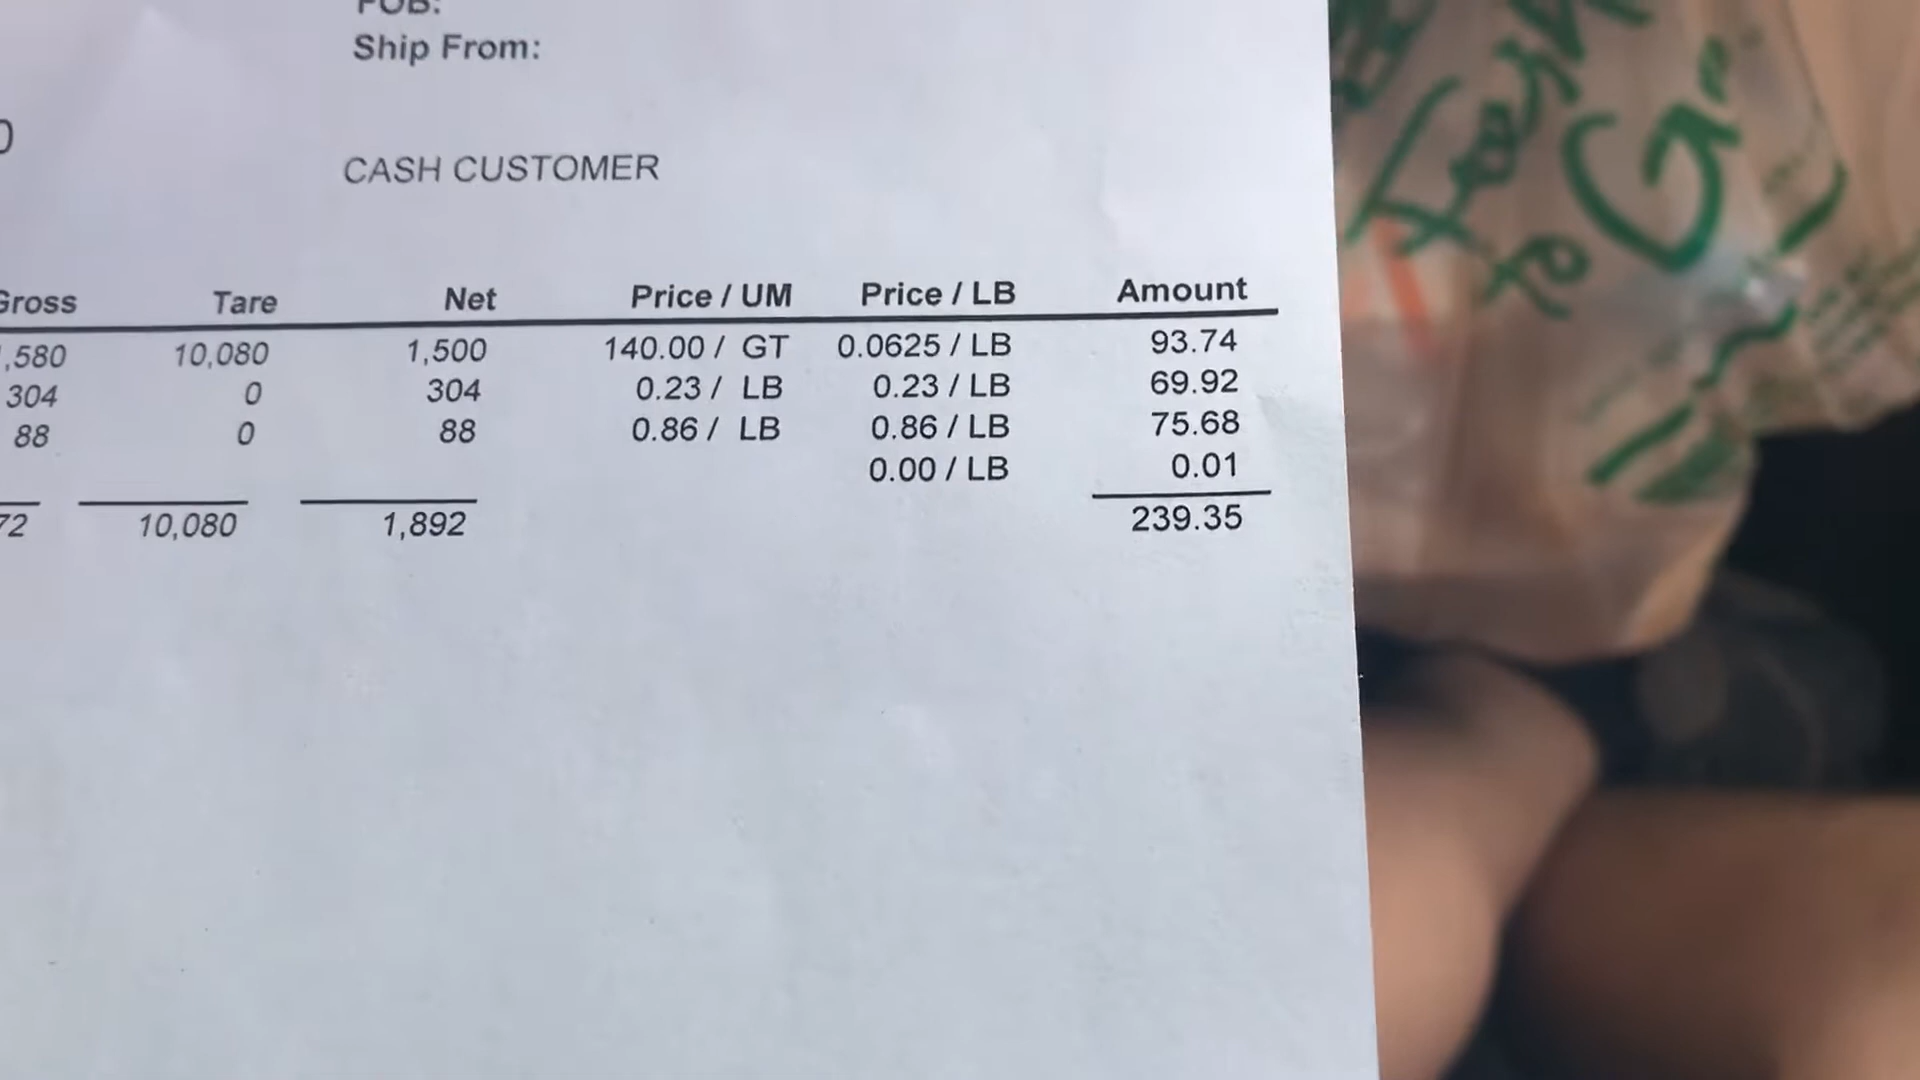 FOB:
Ship From:
CASH CUSTOMER
Gross Tare Net Price / UM Price / LB Amount
,580 10,080 1,500 140.00 / GT 0.0625 / LB 93.74
304 0 304 0.23 / LB 0.23 / LB 69.92
88 0 88 0.86 / LB 0.86 / LB 75.68
0.00 / LB 0.01
72 10,080 1,892 239.35
to G